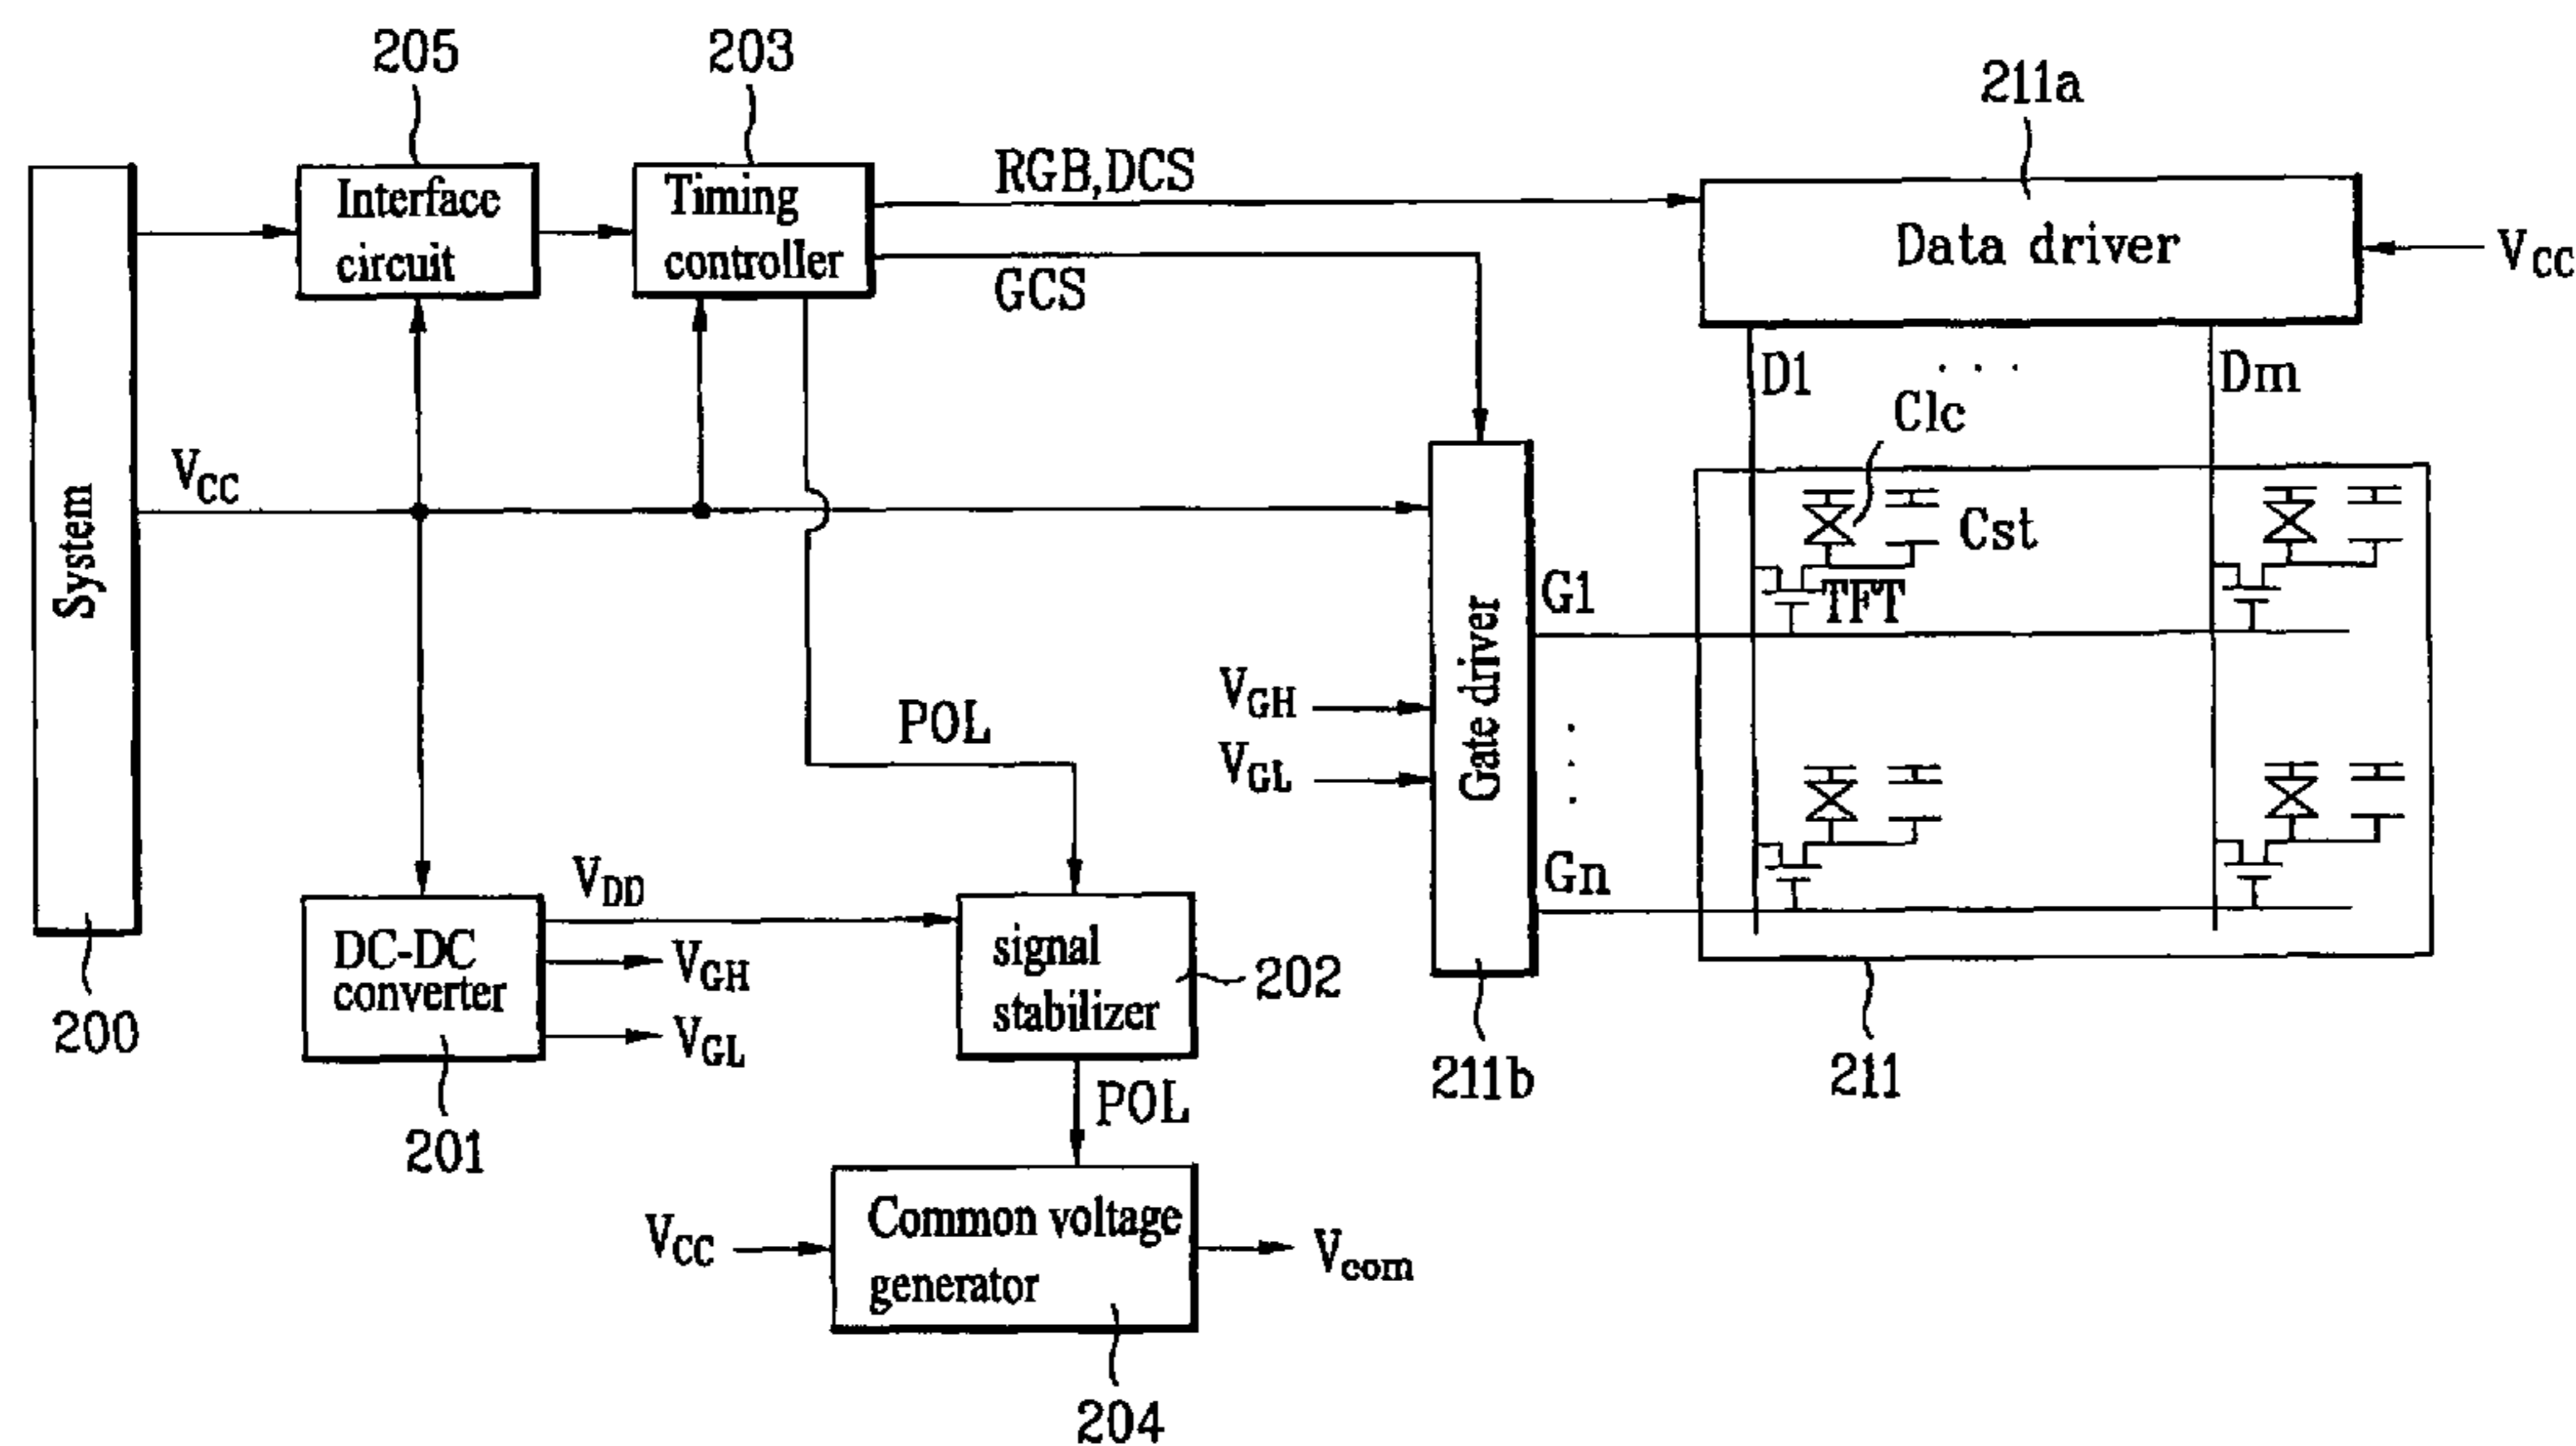 205
203
211a
Interface
circuit
Timing
controller
RGB,DCS
GCS
Data driver
VCC
D1
. . .
Dm
Clc
Cst
TFT
System
VCC
G1
Gate driver
VGH
VGL
POL
Gn
VDD
DC-DC
converter
VGH
VGL
signal
stabilizer
202
200
201
211b
211
POL
VCC
Common voltage
generator
Vcom
204